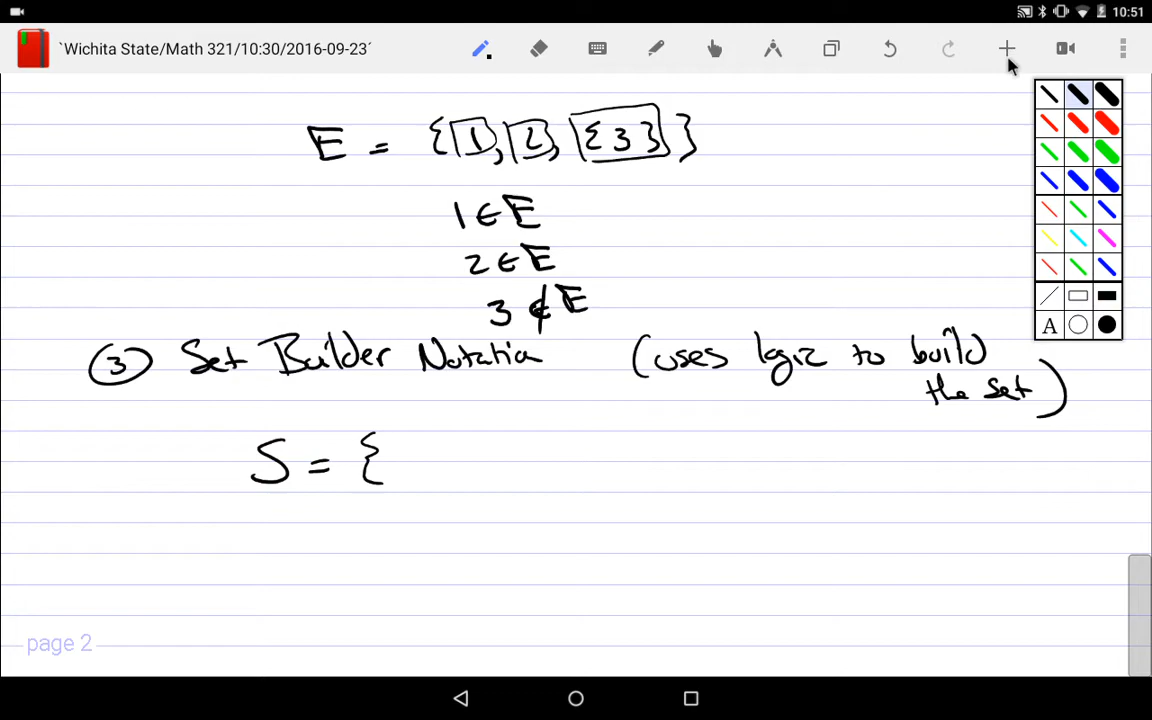 10:51
`Wichita State/Math 321/10:30/2016-09-23´
E = {1, 2, {3}}
1 ∈ E
2 ∈ E
3 ∉ E
③ Set Builder Notation (uses logic to build
the set)
S = {
A
page 2